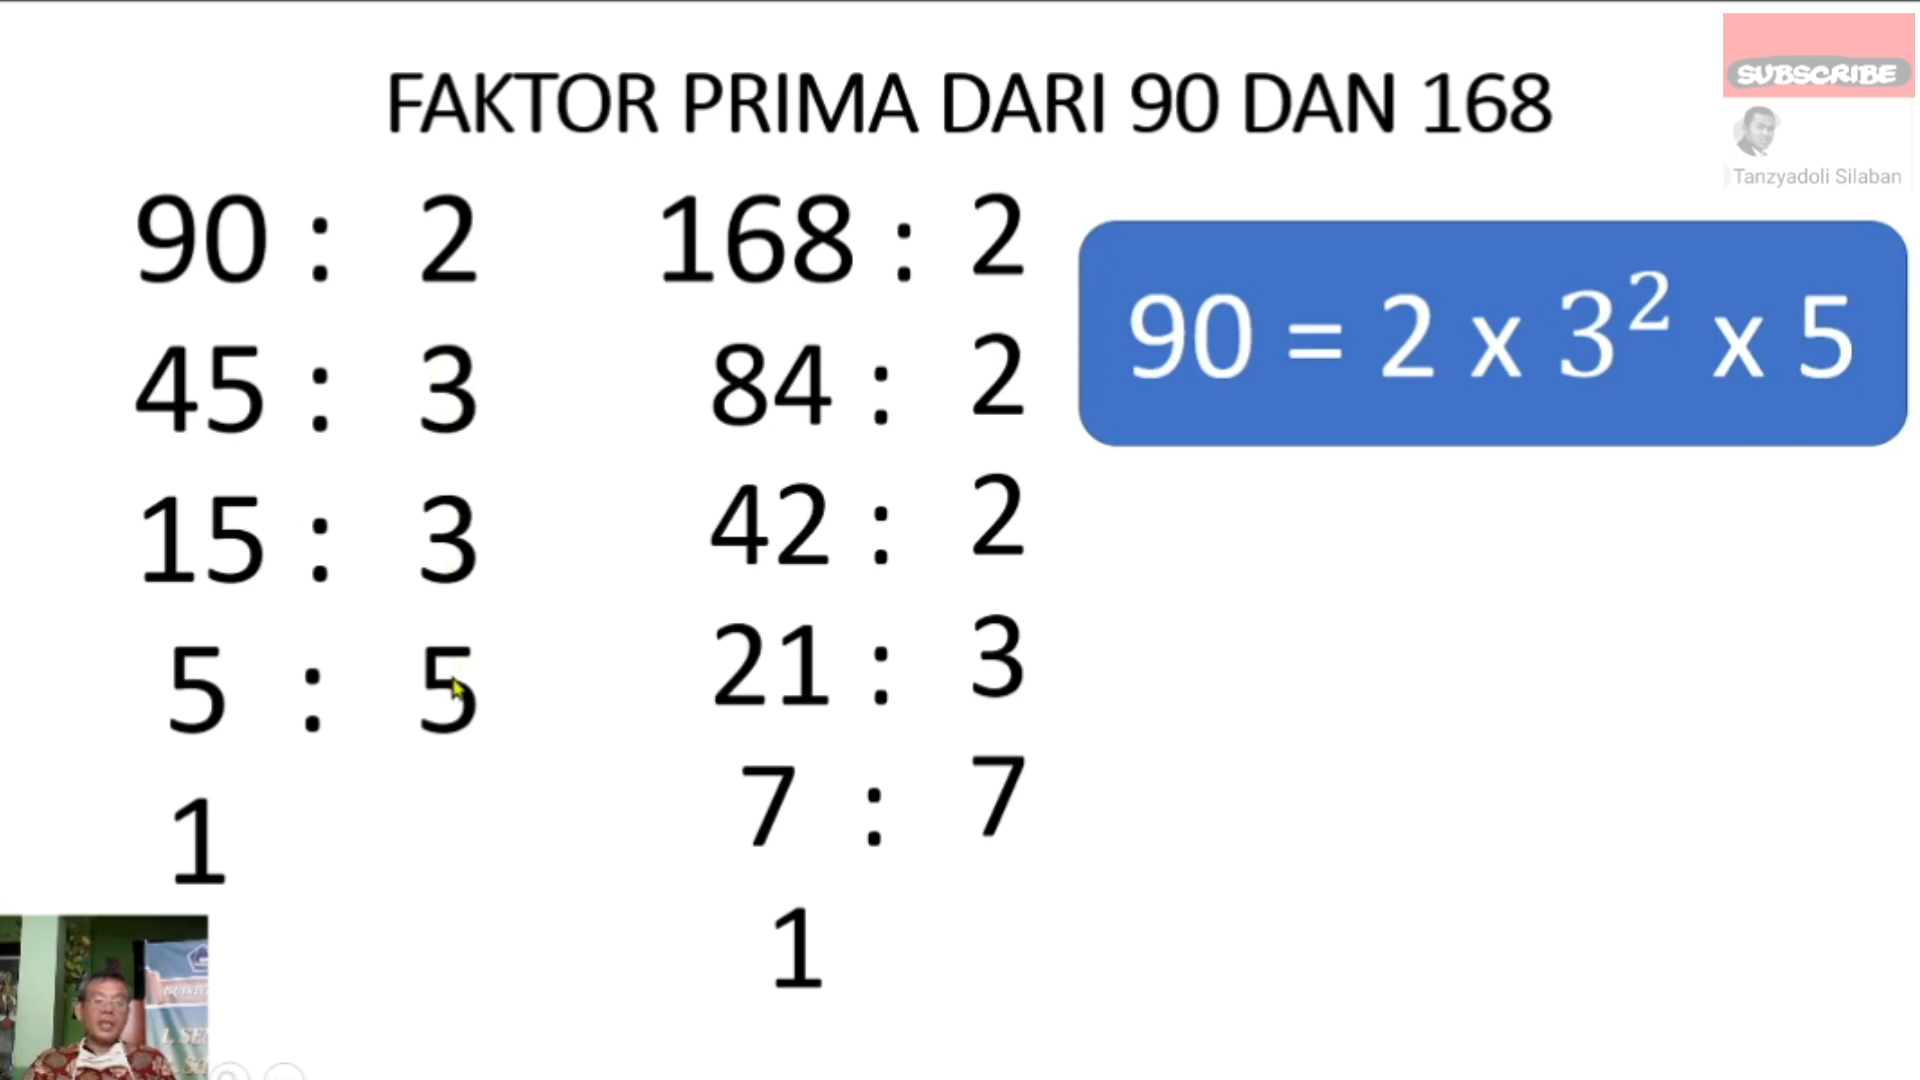 FAKTOR PRIMA DARI 90 DAN 168
SUBSCRIBE
Tanzyadoli Silaban
90 : 2
45 : 3
15 : 3
5 : 5
1
168 : 2
84 : 2
42 : 2
21 : 3
7 : 7
1
90 = 2 x 3² x 5